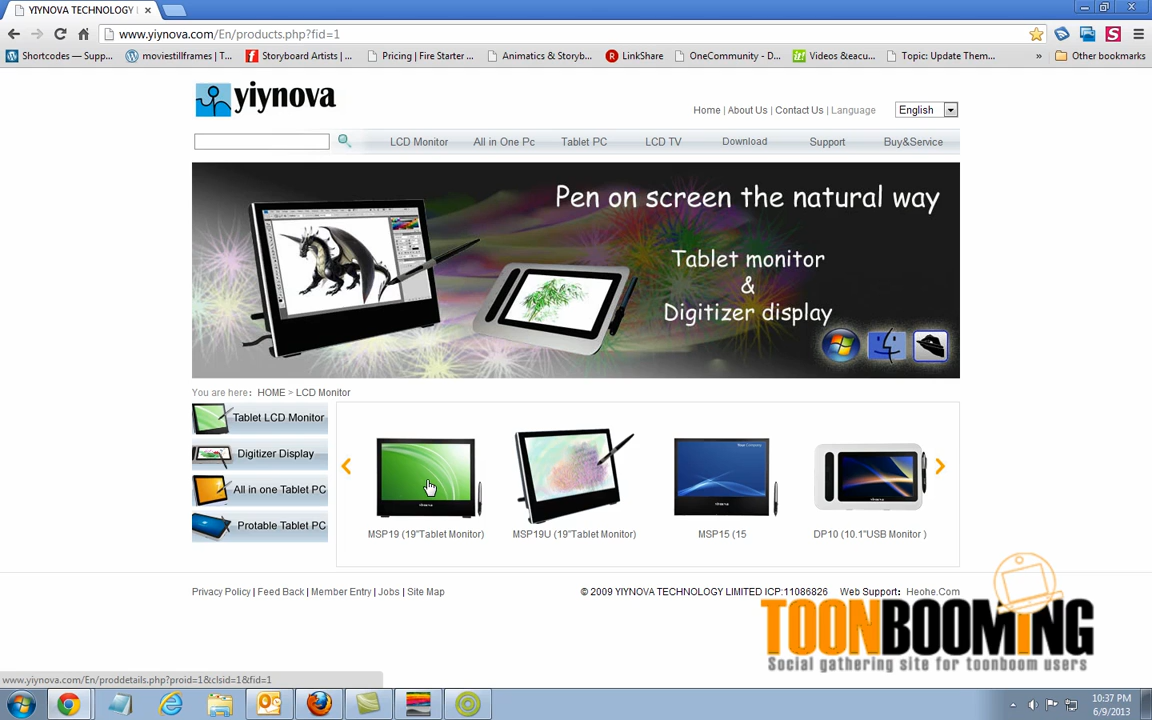 YIYNOVA TECHNOLOGY
www.yiynova.com/En/products.php?fid=1
Shortcodes — Supp...
moviestillframes | T...
Storyboard Artists | ...
Pricing | Fire Starter ...
Animatics & Storyb...
LinkShare
OneCommunity - D...
Videos &eacu...
Topic: Update Them...
»
Other bookmarks
yiynova
Home | About Us | Contact Us | Language
English
LCD Monitor
All in One Pc
Tablet PC
LCD TV
Download
Support
Buy&Service
Pen on screen the natural way
Tablet monitor
&
Digitizer display
You are here: HOME > LCD Monitor
Tablet LCD Monitor
Digitizer Display
All in one Tablet PC
Protable Tablet PC
MSP19 (19"Tablet Monitor)
MSP19U (19"Tablet Monitor)
MSP15 (15
DP10 (10.1"USB Monitor )
Privacy Policy | Feed Back | Member Entry | Jobs | Site Map
© 2009 YIYNOVA TECHNOLOGY LIMITED ICP:11086826 Web Support: Heohe.Com
TOONBOOMING
Social gathering site for toonboom users
www.yiynova.com/En/proddetails.php?proid=1&clsid=1&fid=1
10:37 PM
6/9/2013